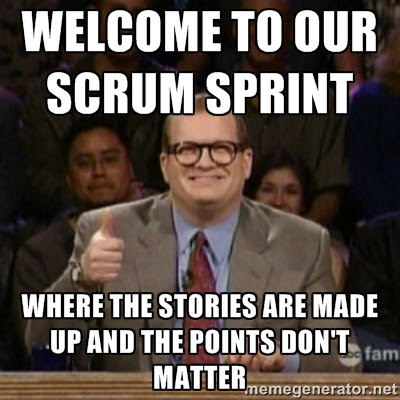 WELCOME TO OUR
SCRUM SPRINT
WHERE THE STORIES ARE MADE
UP AND THE POINTS DON'T
MATTER
abc fam
memegenerator.net